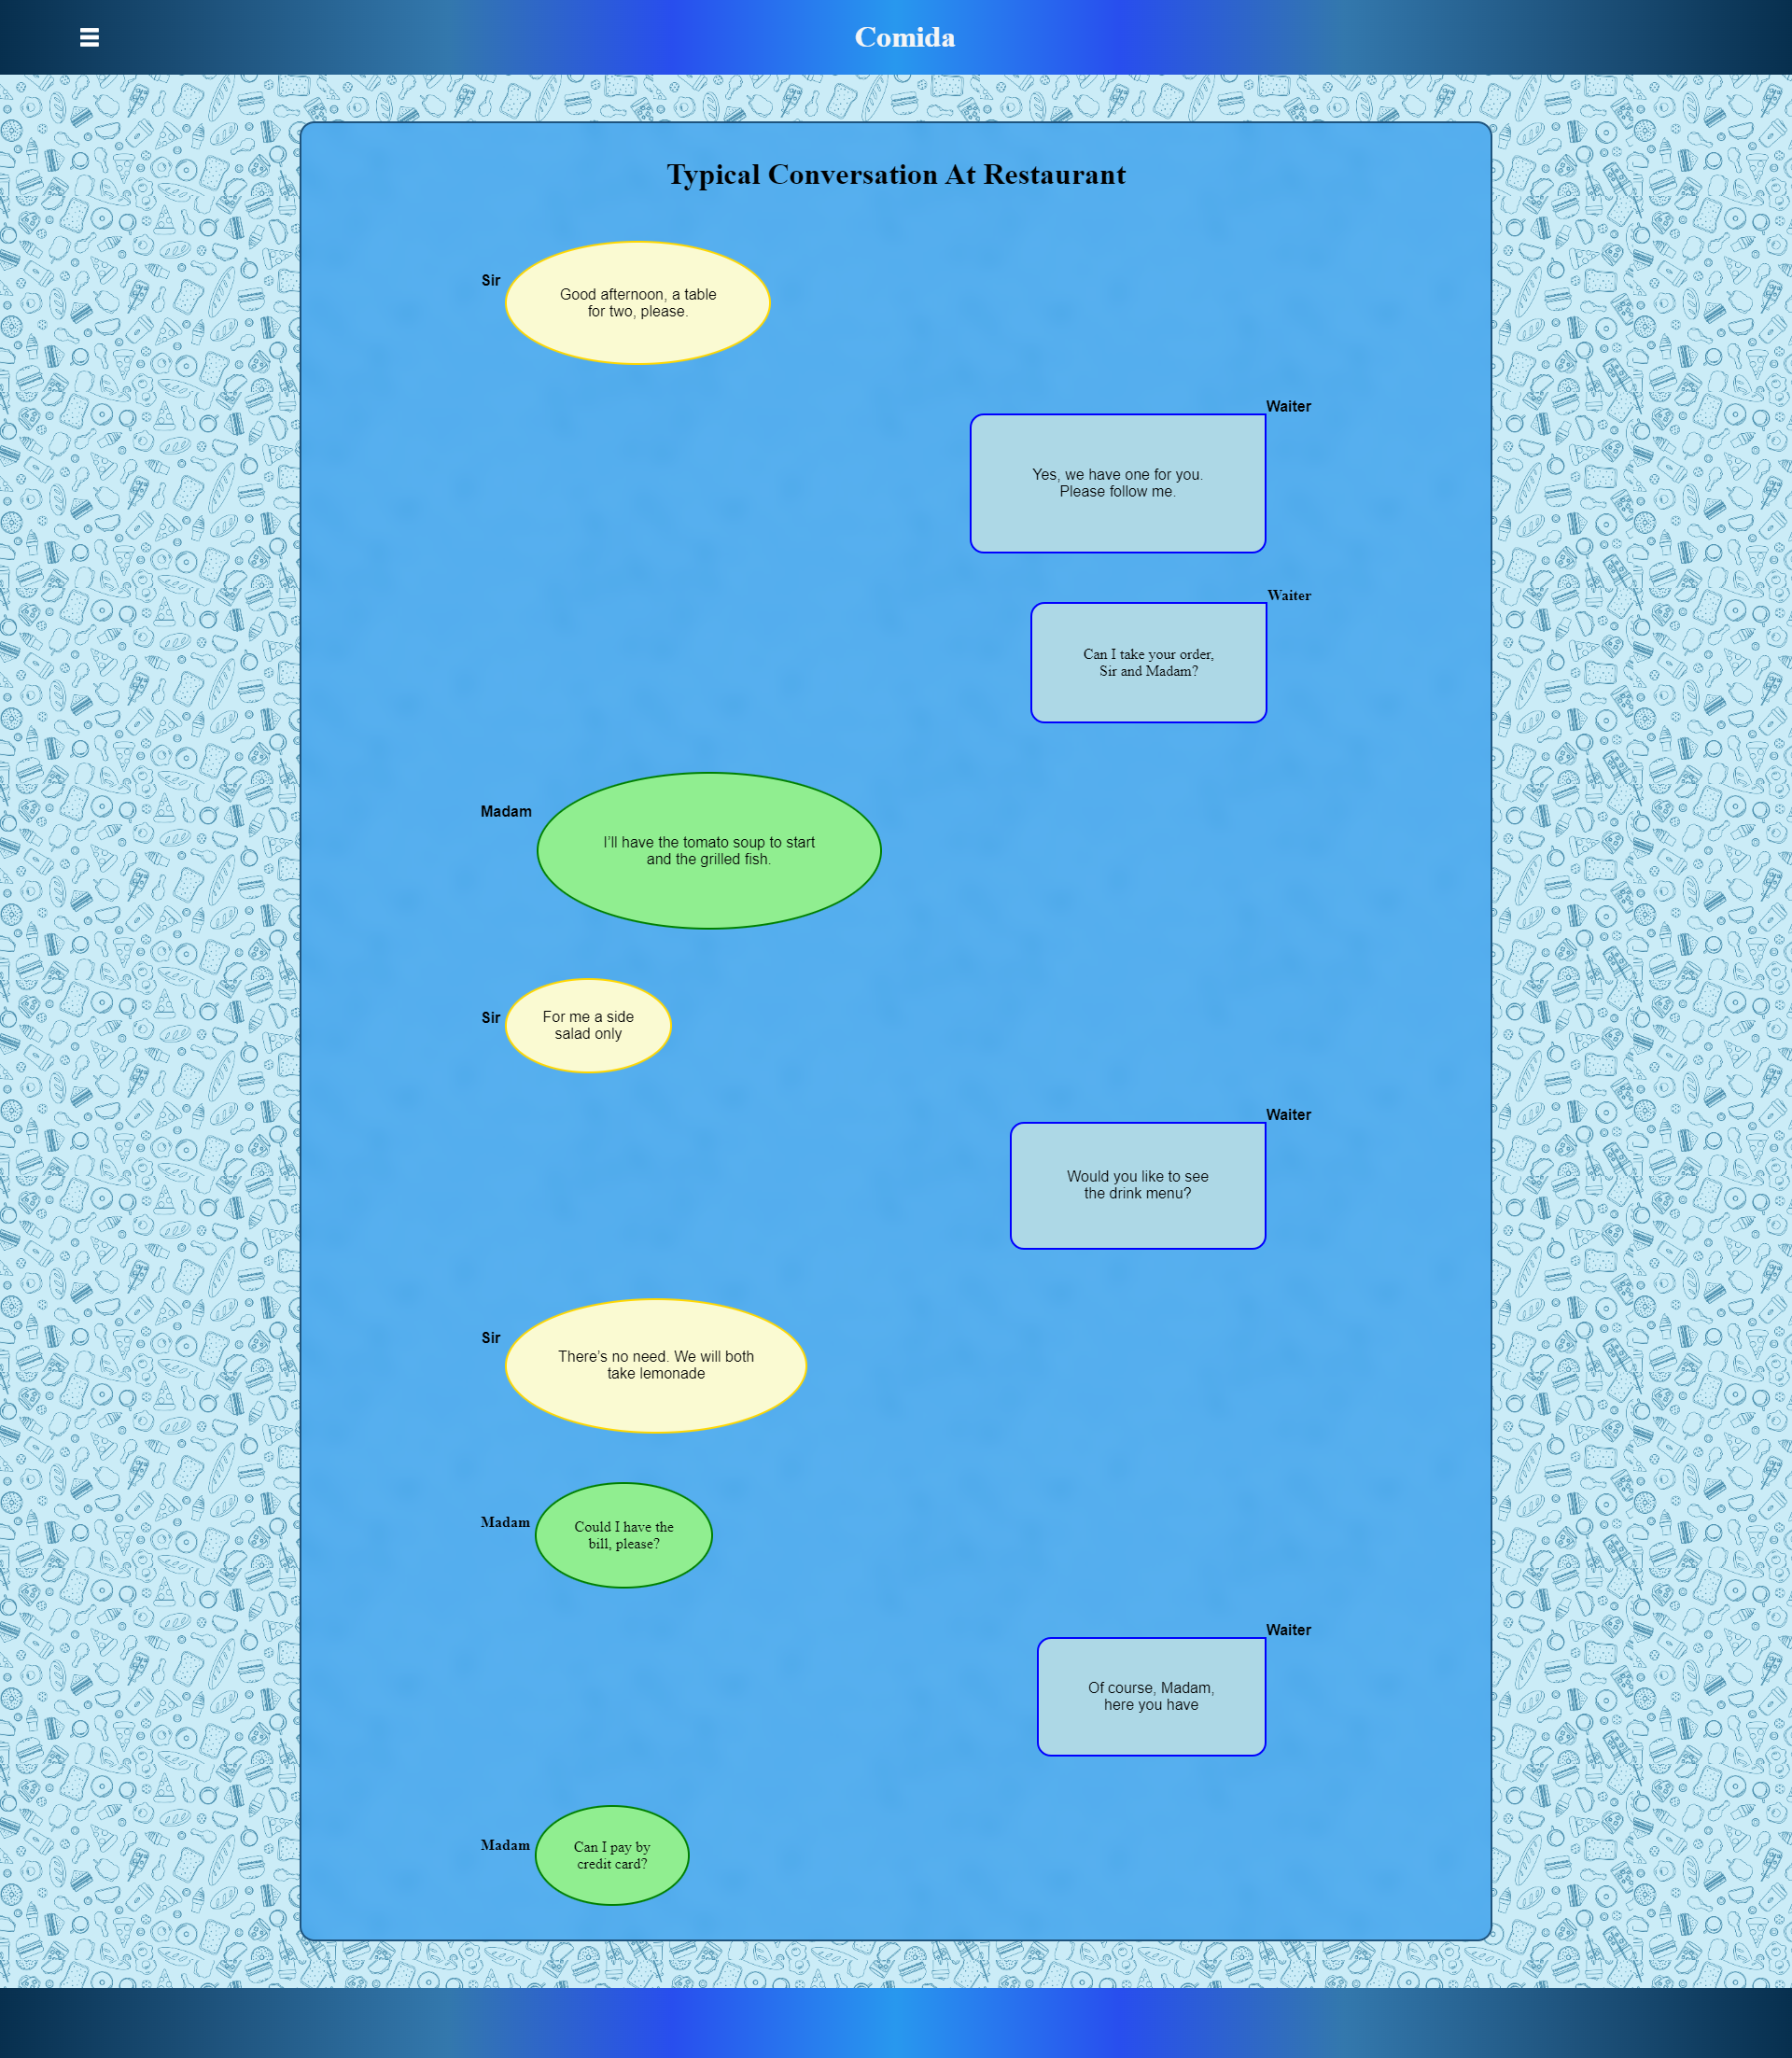 Comida
Typical Conversation At Restaurant
Sir
Good afternoon, a table
for two, please.
Waiter
Yes, we have one for you.
Please follow me.
Waiter
Can I take your order,
Sir and Madam?
Madam
I’ll have the tomato soup to start
and the grilled fish.
Sir
For me a side
salad only
Waiter
Would you like to see
the drink menu?
Sir
There’s no need. We will both
take lemonade
Madam
Could I have the
bill, please?
Waiter
Of course, Madam,
here you have
Madam
Can I pay by
credit card?